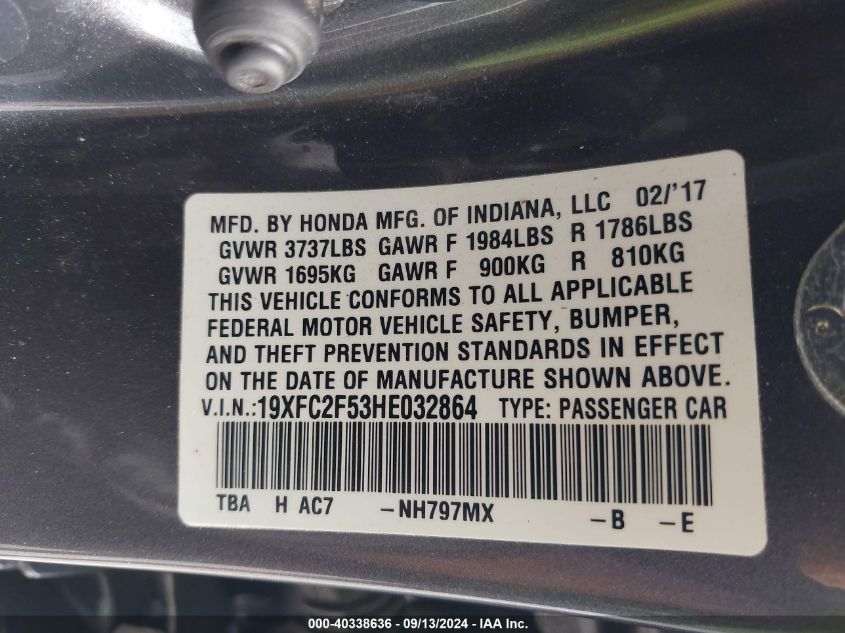 MFD. BY HONDA MFG. OF INDIANA, LLC 02/'17
GVWR 3737LBS GAWR F 1984LBS R 1786LBS
GVWR 1695KG GAWR F 900KG R 810KG
THIS VEHICLE CONFORMS TO ALL APPLICABLE
FEDERAL MOTOR VEHICLE SAFETY, BUMPER,
AND THEFT PREVENTION STANDARDS IN EFFECT
ON THE DATE OF MANUFACTURE SHOWN ABOVE.
V.I.N.:19XFC2F53HE032864 TYPE: PASSENGER CAR
TBA H AC7 -NH797MX -B -E
000-40338636 - 09/13/2024 - IAA Inc.